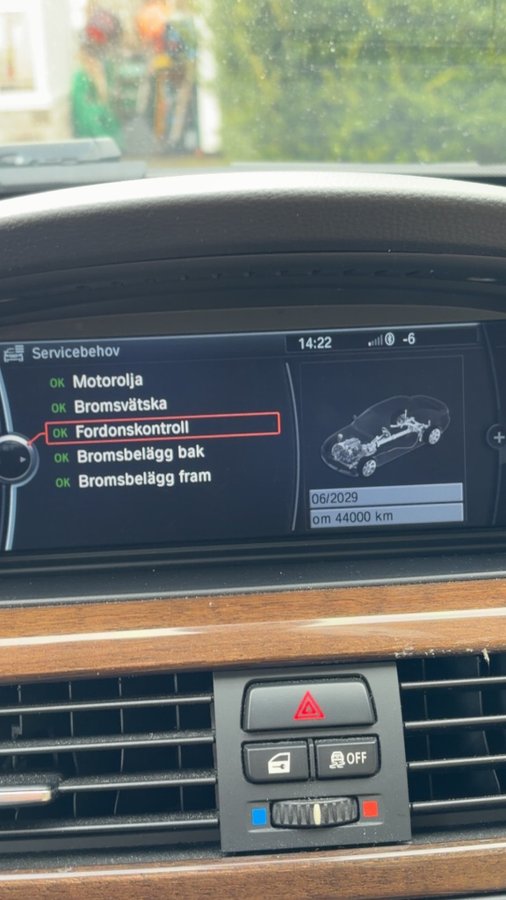 Servicebehov
14:22
-6
OK Motorolja
OK Bromsvätska
OK Fordonskontroll
OK Bromsbelägg bak
OK Bromsbelägg fram
06/2029
om 44000 km
OFF